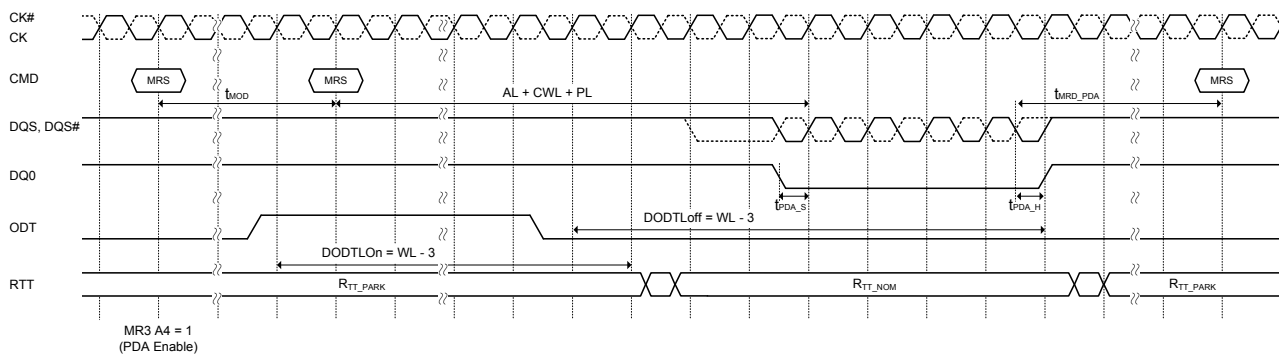 CK#
CK
CMD
MRS
MRS
MRS
tMOD
AL + CWL + PL
tMRD_PDA
DQS, DQS#
DQ0
tPDA_S
tPDA_H
ODT
DODTLoff = WL - 3
DODTLOn = WL - 3
RTT
RTT_PARK
RTT_NOM
RTT_PARK
MR3 A4 = 1
(PDA Enable)